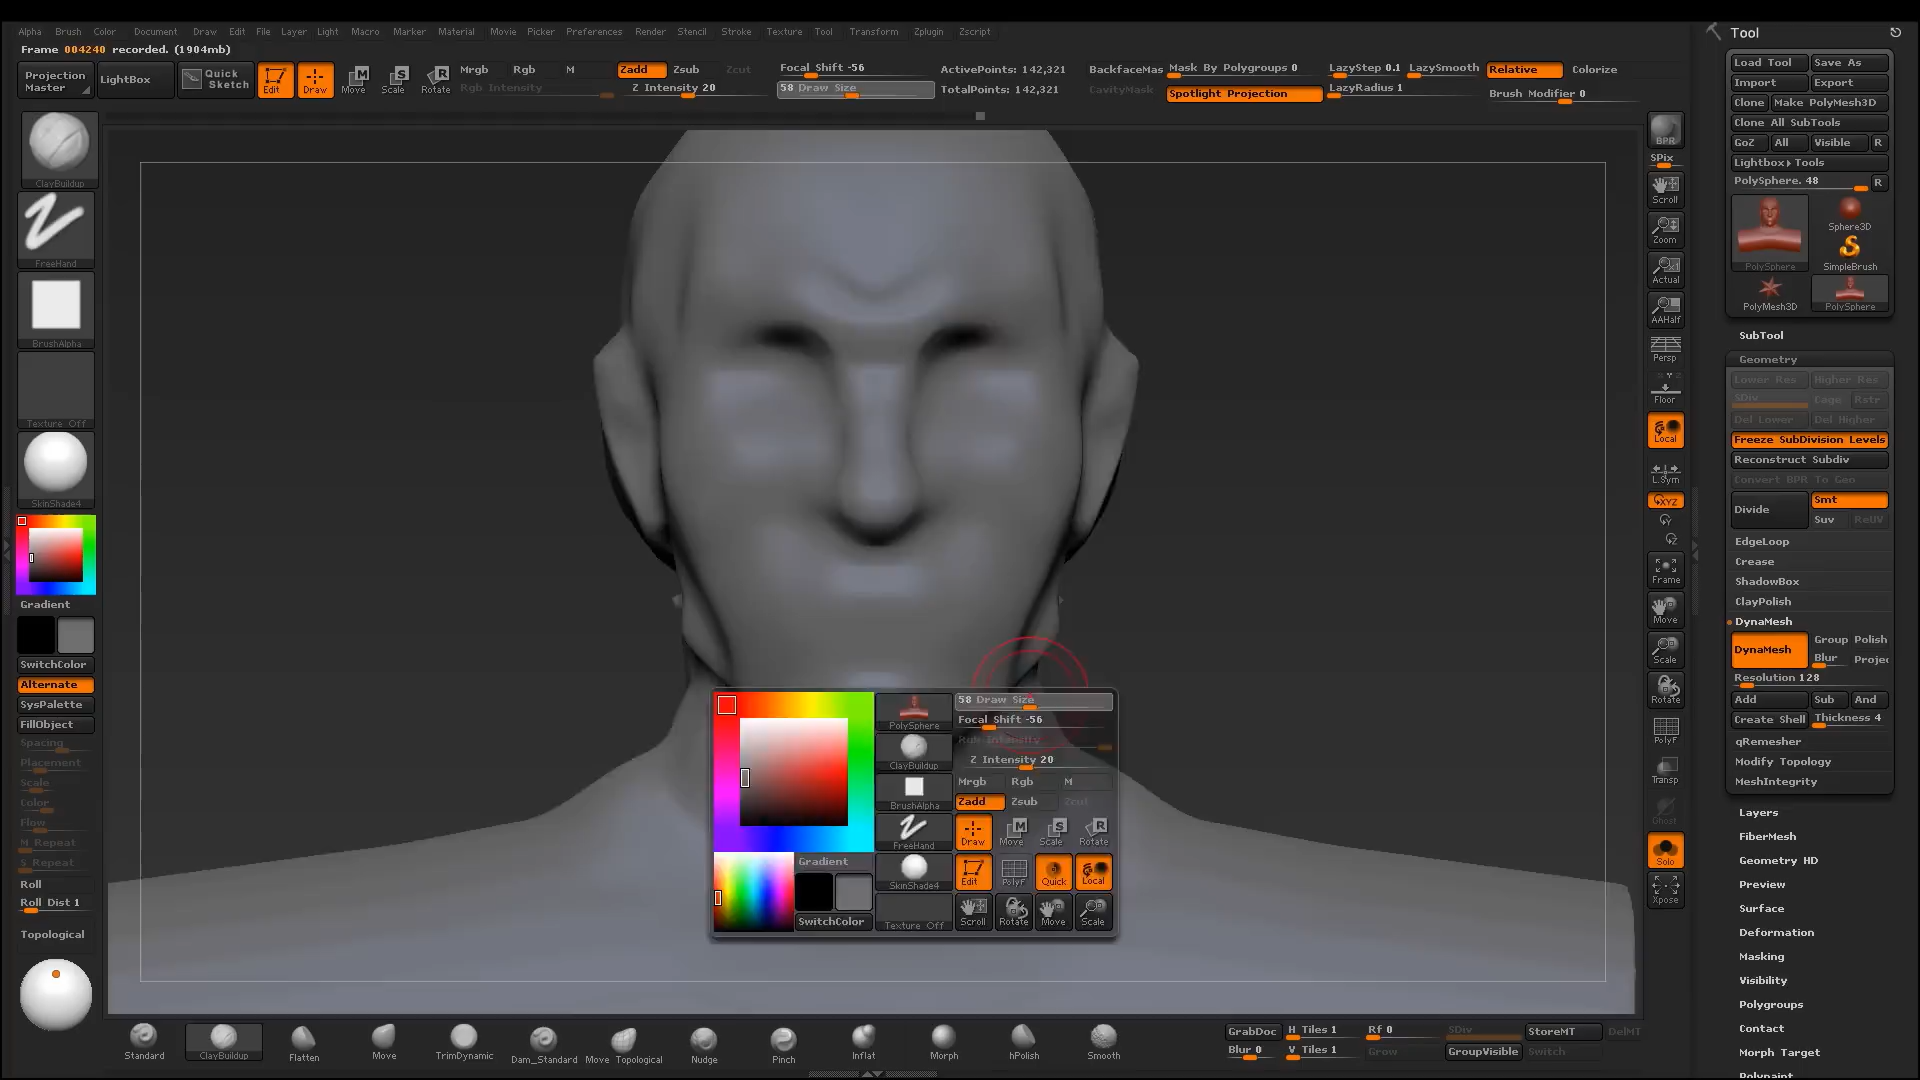 Alpha Brush Color Document Draw Edit File Layer Light Macro Marker Material Movie Picker Preferences Render Stencil Stroke Texture Tool Transform Zplugin Zscript
Frame 004240 recorded. (1904mb)
Projection Master
LightBox
Quick Sketch
Edit
Draw
Move
Scale
Rotate
Mrgb Rgb M
Rgb Intensity
Zadd Zsub Zcut
Z Intensity 20
Focal Shift -56
58 Draw Size
ActivePoints: 142,321
TotalPoints: 142,321
BackfaceMas
CavityMask
Mask By Polygroups 0
Spotlight Projection
LazyStep 0.1
LazySmooth
LazyRadius 1
Relative
Colorize
Brush Modifier 0
ClayBuildup
FreeHand
BrushAlpha
Texture Off
SkinShade4
Gradient
SwitchColor
Alternate
SysPalette
FillObject
Spacing
Placement
Scale
Color
Flow
M Repeat
S Repeat
Roll
Roll Dist 1
Topological
PolySphere
ClayBuildup
BrushAlpha
FreeHand
SkinShade4
Texture Off
Gradient
SwitchColor
58 Draw Size
Focal Shift -56
Rgb Intensity
Z Intensity 20
Mrgb Rgb M
Zadd Zsub Zcut
Draw Move Scale Rotate
Edit PolyF Quick Local
Scroll Rotate Move Scale
Standard
ClayBuildup
Flatten
Move
TrimDynamic
Dam_Standard
Move Topological
Nudge
Pinch
Inflat
Morph
hPolish
Smooth
GrabDoc
H Tiles 1
Rf 0
SDiv
StoreMT
DelMT
Blur 0
V Tiles 1
Grow
GroupVisible
Switch
BPR
SPix
Scroll
Zoom
Actual
AAHalf
Persp
Floor
Local
L.Sym
XYZ
Frame
Move
Scale
Rotate
PolyF
Transp
Ghost
Solo
Xpose
Tool
Load Tool
Save As
Import
Export
Clone
Make PolyMesh3D
Clone All SubTools
GoZ
All
Visible
R
Lightbox▸Tools
PolySphere. 48
R
PolySphere
Sphere3D
SimpleBrush
PolyMesh3D
PolySphere
SubTool
Geometry
Lower Res
Higher Res
SDiv
Cage
Rstr
Del Lower
Del Higher
Freeze SubDivision Levels
Reconstruct Subdiv
Convert BPR To Geo
Divide
Smt
Suv
ReUV
EdgeLoop
Crease
ShadowBox
ClayPolish
DynaMesh
DynaMesh
Group
Polish
Blur
Projec
Resolution 128
Add
Sub
And
Create Shell
Thickness 4
qRemesher
Modify Topology
MeshIntegrity
Layers
FiberMesh
Geometry HD
Preview
Surface
Deformation
Masking
Visibility
Polygroups
Contact
Morph Target
Polypaint